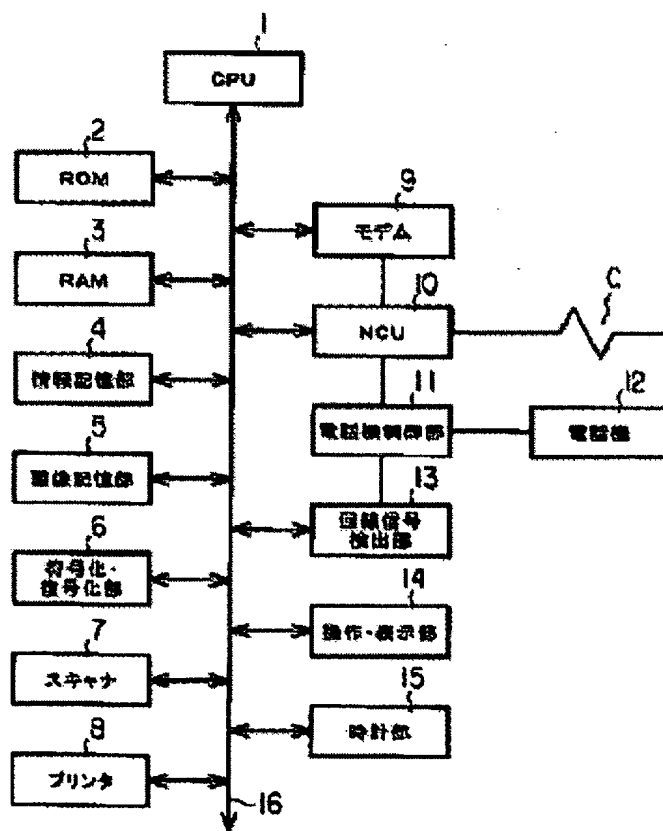 1
CPU
2
ROM
3
RAM
4
情報記憶部
5
画像記憶部
6
符号化・
復号化部
7
スキャナ
8
プリンタ
9
モデム
10
NCU
C
11
電話機制御部
12
電話機
13
回線信号
検出部
14
操作・表示部
15
時計部
16